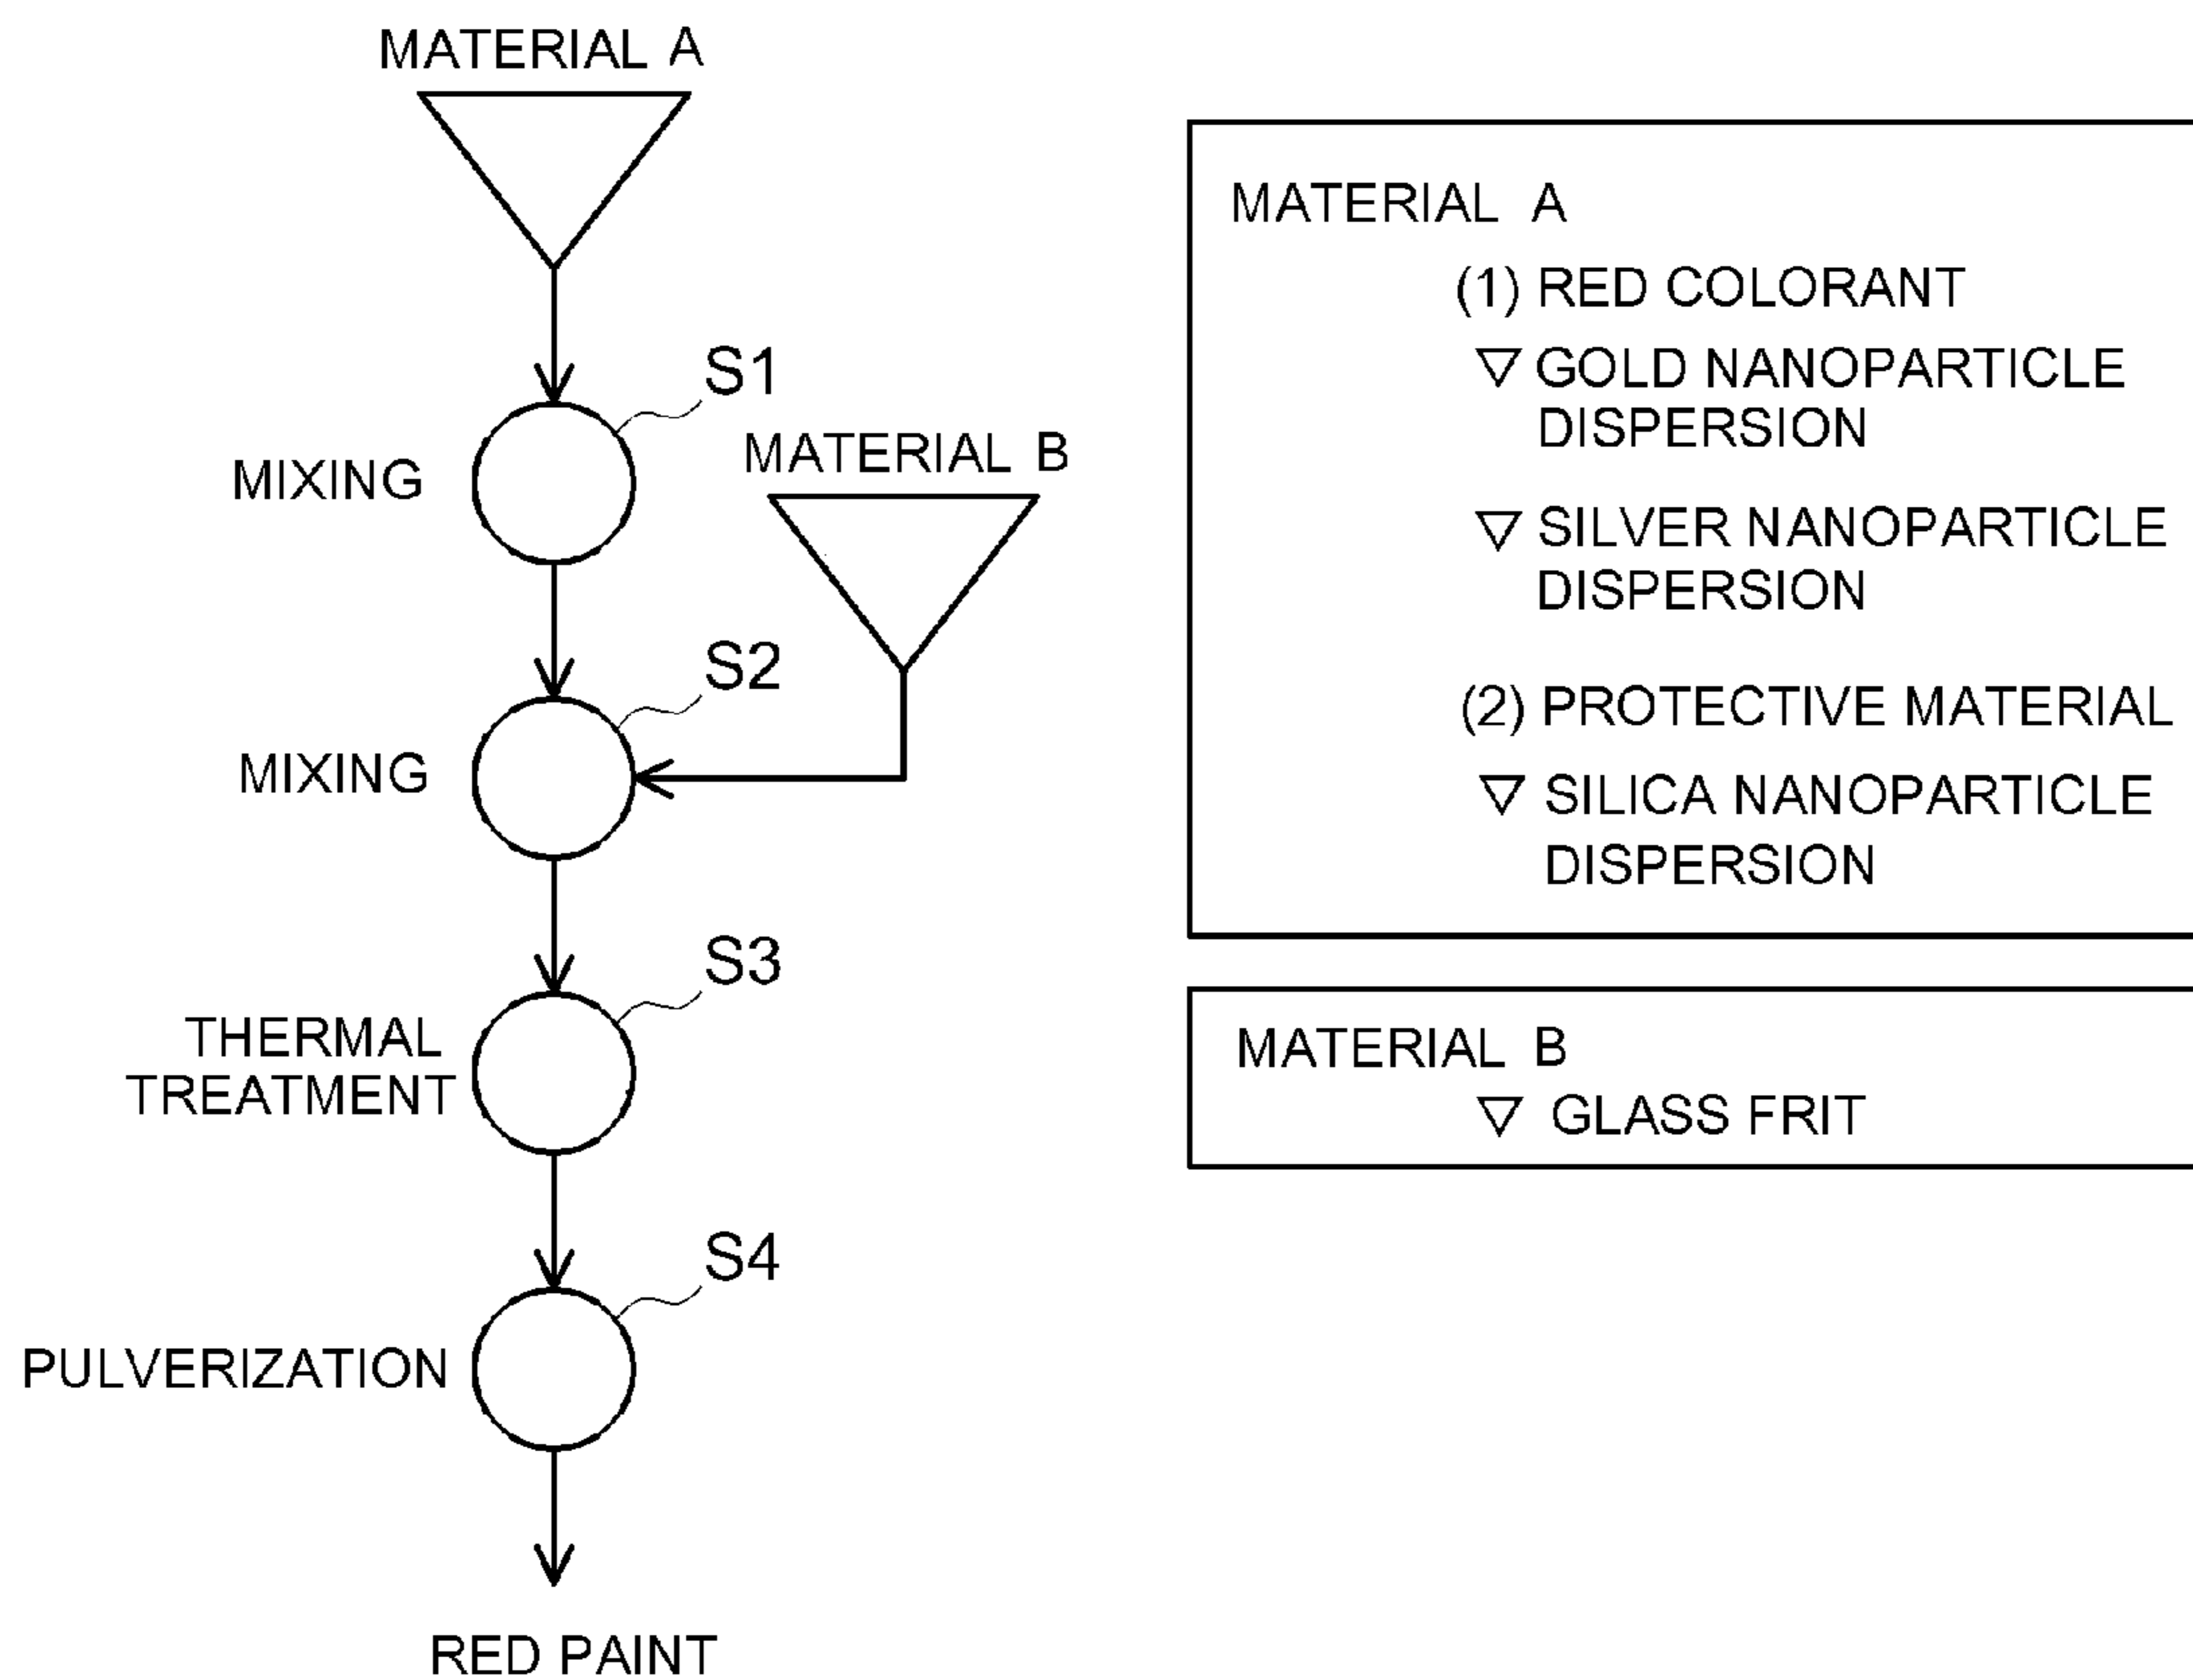 MATERIAL A
S1
MIXING
MATERIAL B
S2
MIXING
S3
THERMAL
TREATMENT
S4
PULVERIZATION
RED PAINT
MATERIAL A
(1) RED COLORANT
▽ GOLD NANOPARTICLE
DISPERSION
▽ SILVER NANOPARTICLE
DISPERSION
(2) PROTECTIVE MATERIAL
▽ SILICA NANOPARTICLE
DISPERSION
MATERIAL B
▽ GLASS FRIT